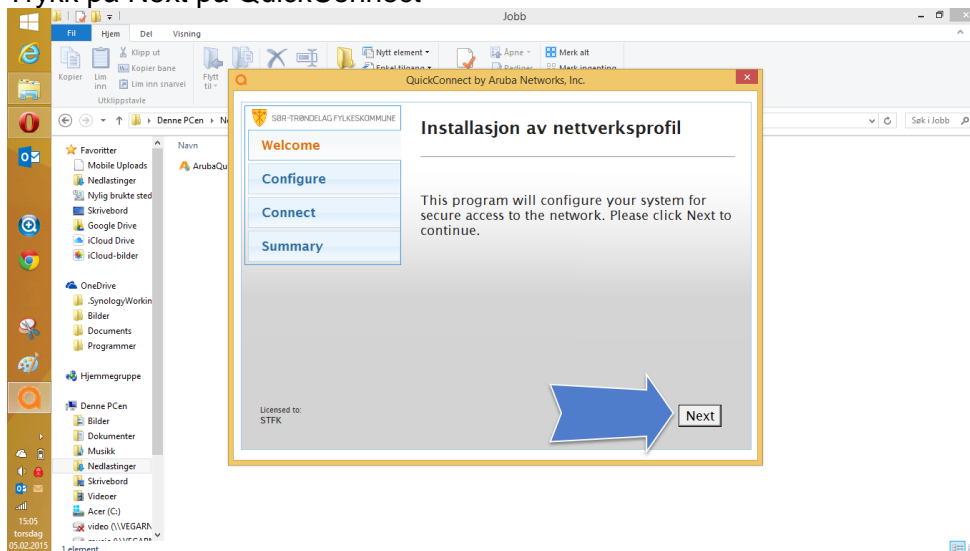 Trykk på Next på QuickConnect
Jobb
Fil Hjem Del Visning
Kopier
Lim inn
Klipp ut
Kopier bane
Lim inn snarvei
Utklippstavle
Flytt til
Nytt element
Enkel tilgang
Åpne
Rediger
Merk alt
Merk ingenting
Denne PCen
Søk i Jobb
Favoritter
Mobile Uploads
Nedlastinger
Nylig brukte sted
Skrivebord
Google Drive
iCloud Drive
iCloud-bilder
OneDrive
.SynologyWorkin
Bilder
Documents
Programmer
Hjemmegruppe
Denne PCen
Bilder
Dokumenter
Musikk
Nedlastinger
Skrivebord
Videoer
Acer (C:)
video (\\VEGARN
1 element
Navn
ArubaQu
QuickConnect by Aruba Networks, Inc.
SØR-TRØNDELAG FYLKESKOMMUNE
Welcome
Configure
Connect
Summary
Licensed to:
STFK
Installasjon av nettverksprofil
This program will configure your system for
secure access to the network. Please click Next to
continue.
Next
15:05
torsdag
05.02.2015